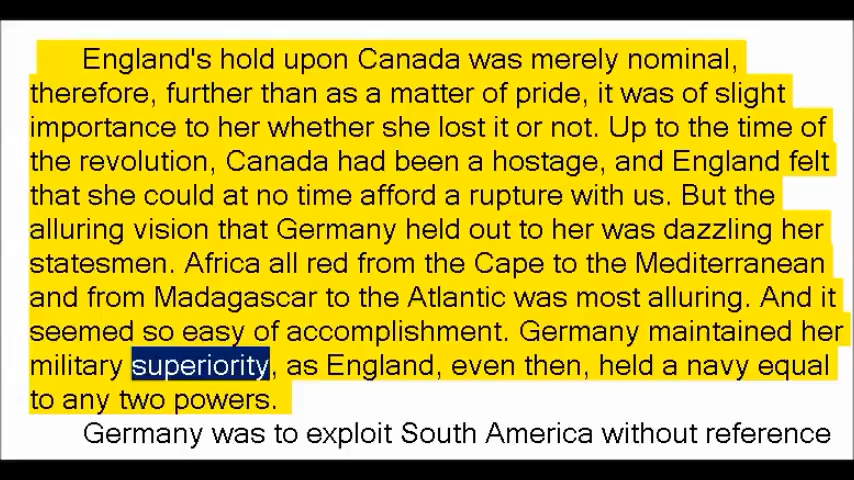 England's hold upon Canada was merely nominal,
therefore, further than as a matter of pride, it was of slight
importance to her whether she lost it or not. Up to the time of
the revolution, Canada had been a hostage, and England felt
that she could at no time afford a rupture with us. But the
alluring vision that Germany held out to her was dazzling her
statesmen. Africa all red from the Cape to the Mediterranean
and from Madagascar to the Atlantic was most alluring. And it
seemed so easy of accomplishment. Germany maintained her
military superiority, as England, even then, held a navy equal
to any two powers.
Germany was to exploit South America without reference